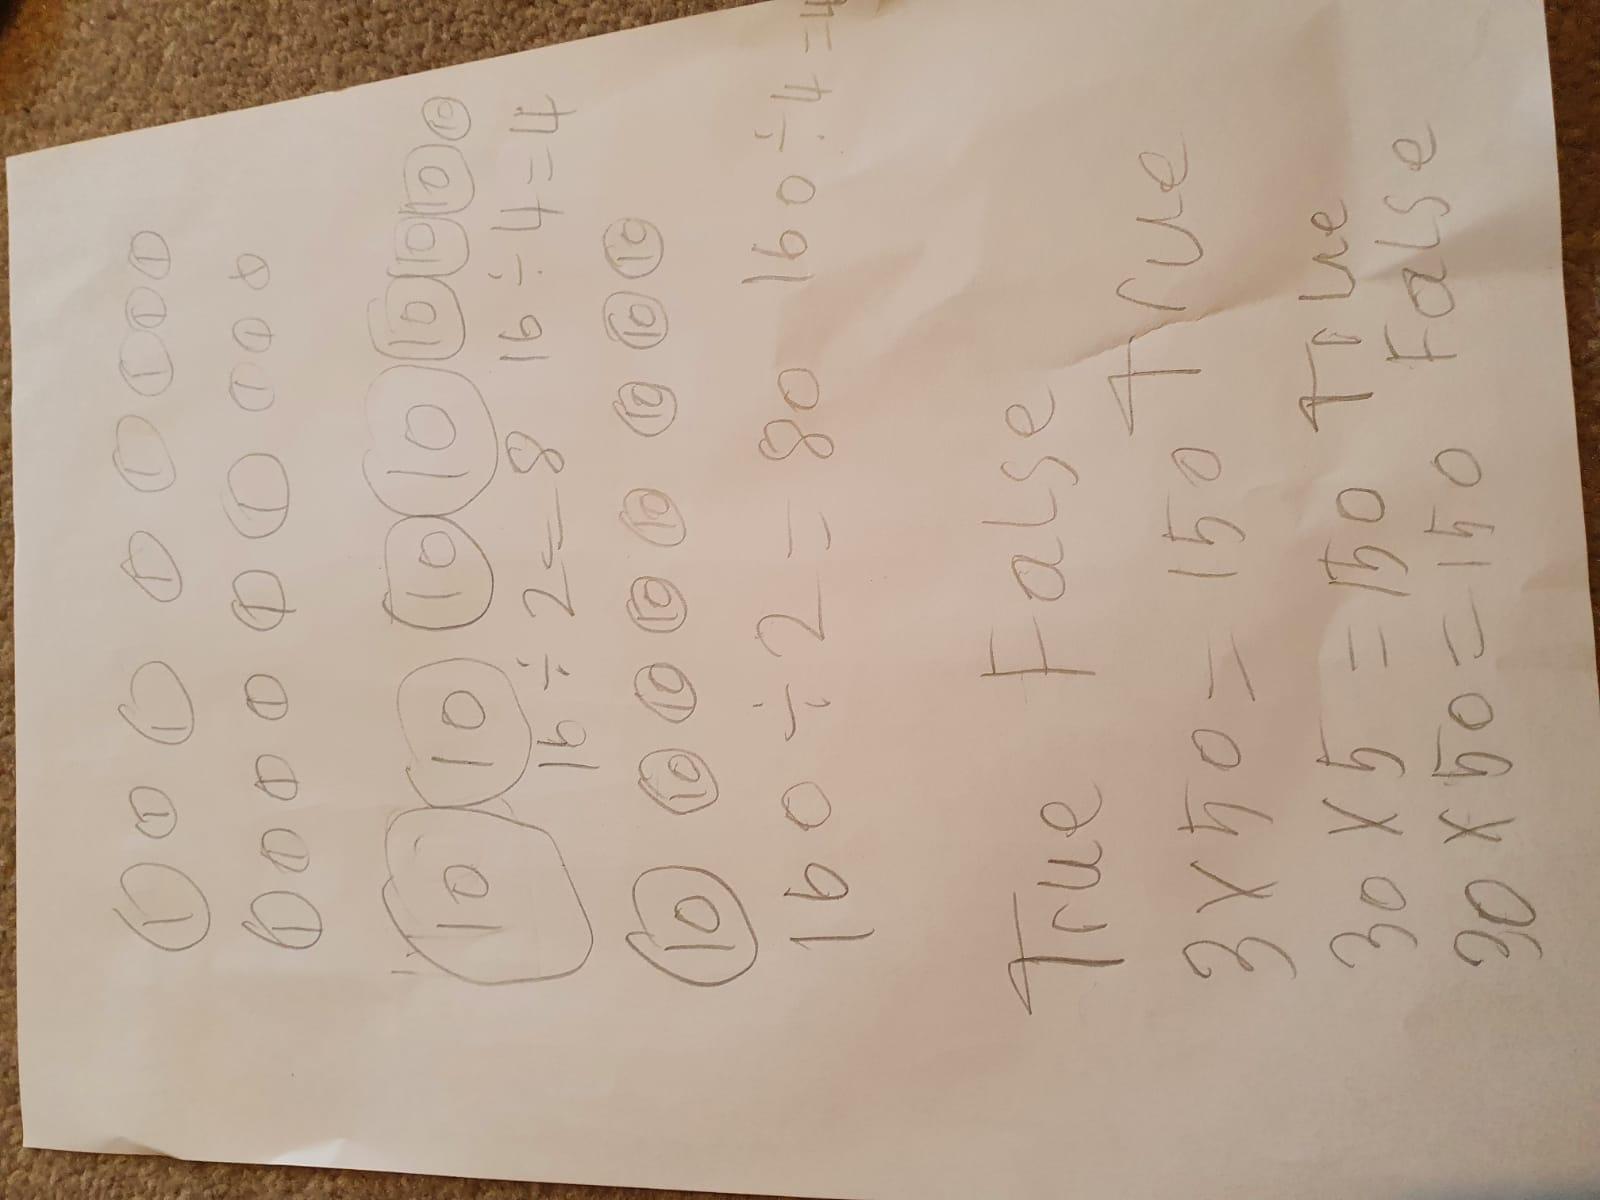 1 1 1 1 1 1 1 1
1 1 1 1 1 1 1 1 1
10 10 10 10 10 10 10 10
16 ÷ 2 = 8 16 ÷ 4 = 4
10 10 10 10 10 10 10 10
160 ÷ 2 = 80 160 ÷ 4 = 4
True False
3 x 50 = 150 True
30 x 5 = 150 True
30 x 50 = 150 False